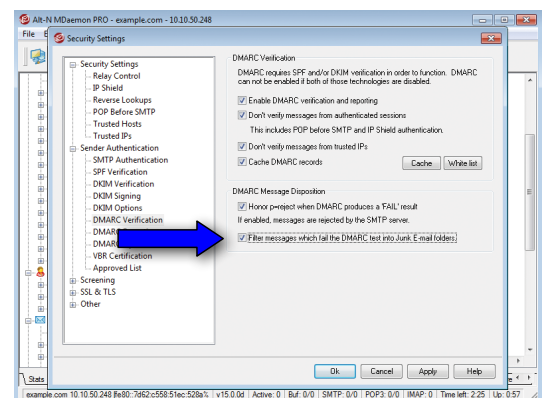 Alt-N MDaemon PRO - example.com - 10.10.50.248
File
Security Settings
Security Settings
Relay Control
IP Shield
Reverse Lookups
POP Before SMTP
Trusted Hosts
Trusted IPs
Sender Authentication
SMTP Authentication
SPF Verification
DKIM Verification
DKIM Signing
DKIM Options
DMARC Verification
DMARC
DMARC
VBR Certification
Approved List
Screening
SSL & TLS
Other
DMARC Verification
DMARC requires SPF and/or DKIM verification in order to function. DMARC
can not be enabled if both of those technologies are disabled.
Enable DMARC verification and reporting
Don't verify messages from authenticated sessions
This includes POP before SMTP and IP Shield authentication.
Don't verify messages from trusted IPs
Cache DMARC records
Cache
White list
DMARC Message Disposition
Honor p=reject when DMARC produces a 'FAIL' result
If enabled, messages are rejected by the SMTP server.
Filter messages which fail the DMARC test into Junk E-mail folders.
Ok
Cancel
Apply
Help
Stats
example.com 10.10.50.248 fe80::7d62:c558:51ec:528a% v15.0.0d Active: 0 Buf: 0/0 SMTP: 0/0 POP3: 0/0 IMAP: 0 Time left: 2:25 Up: 0:57